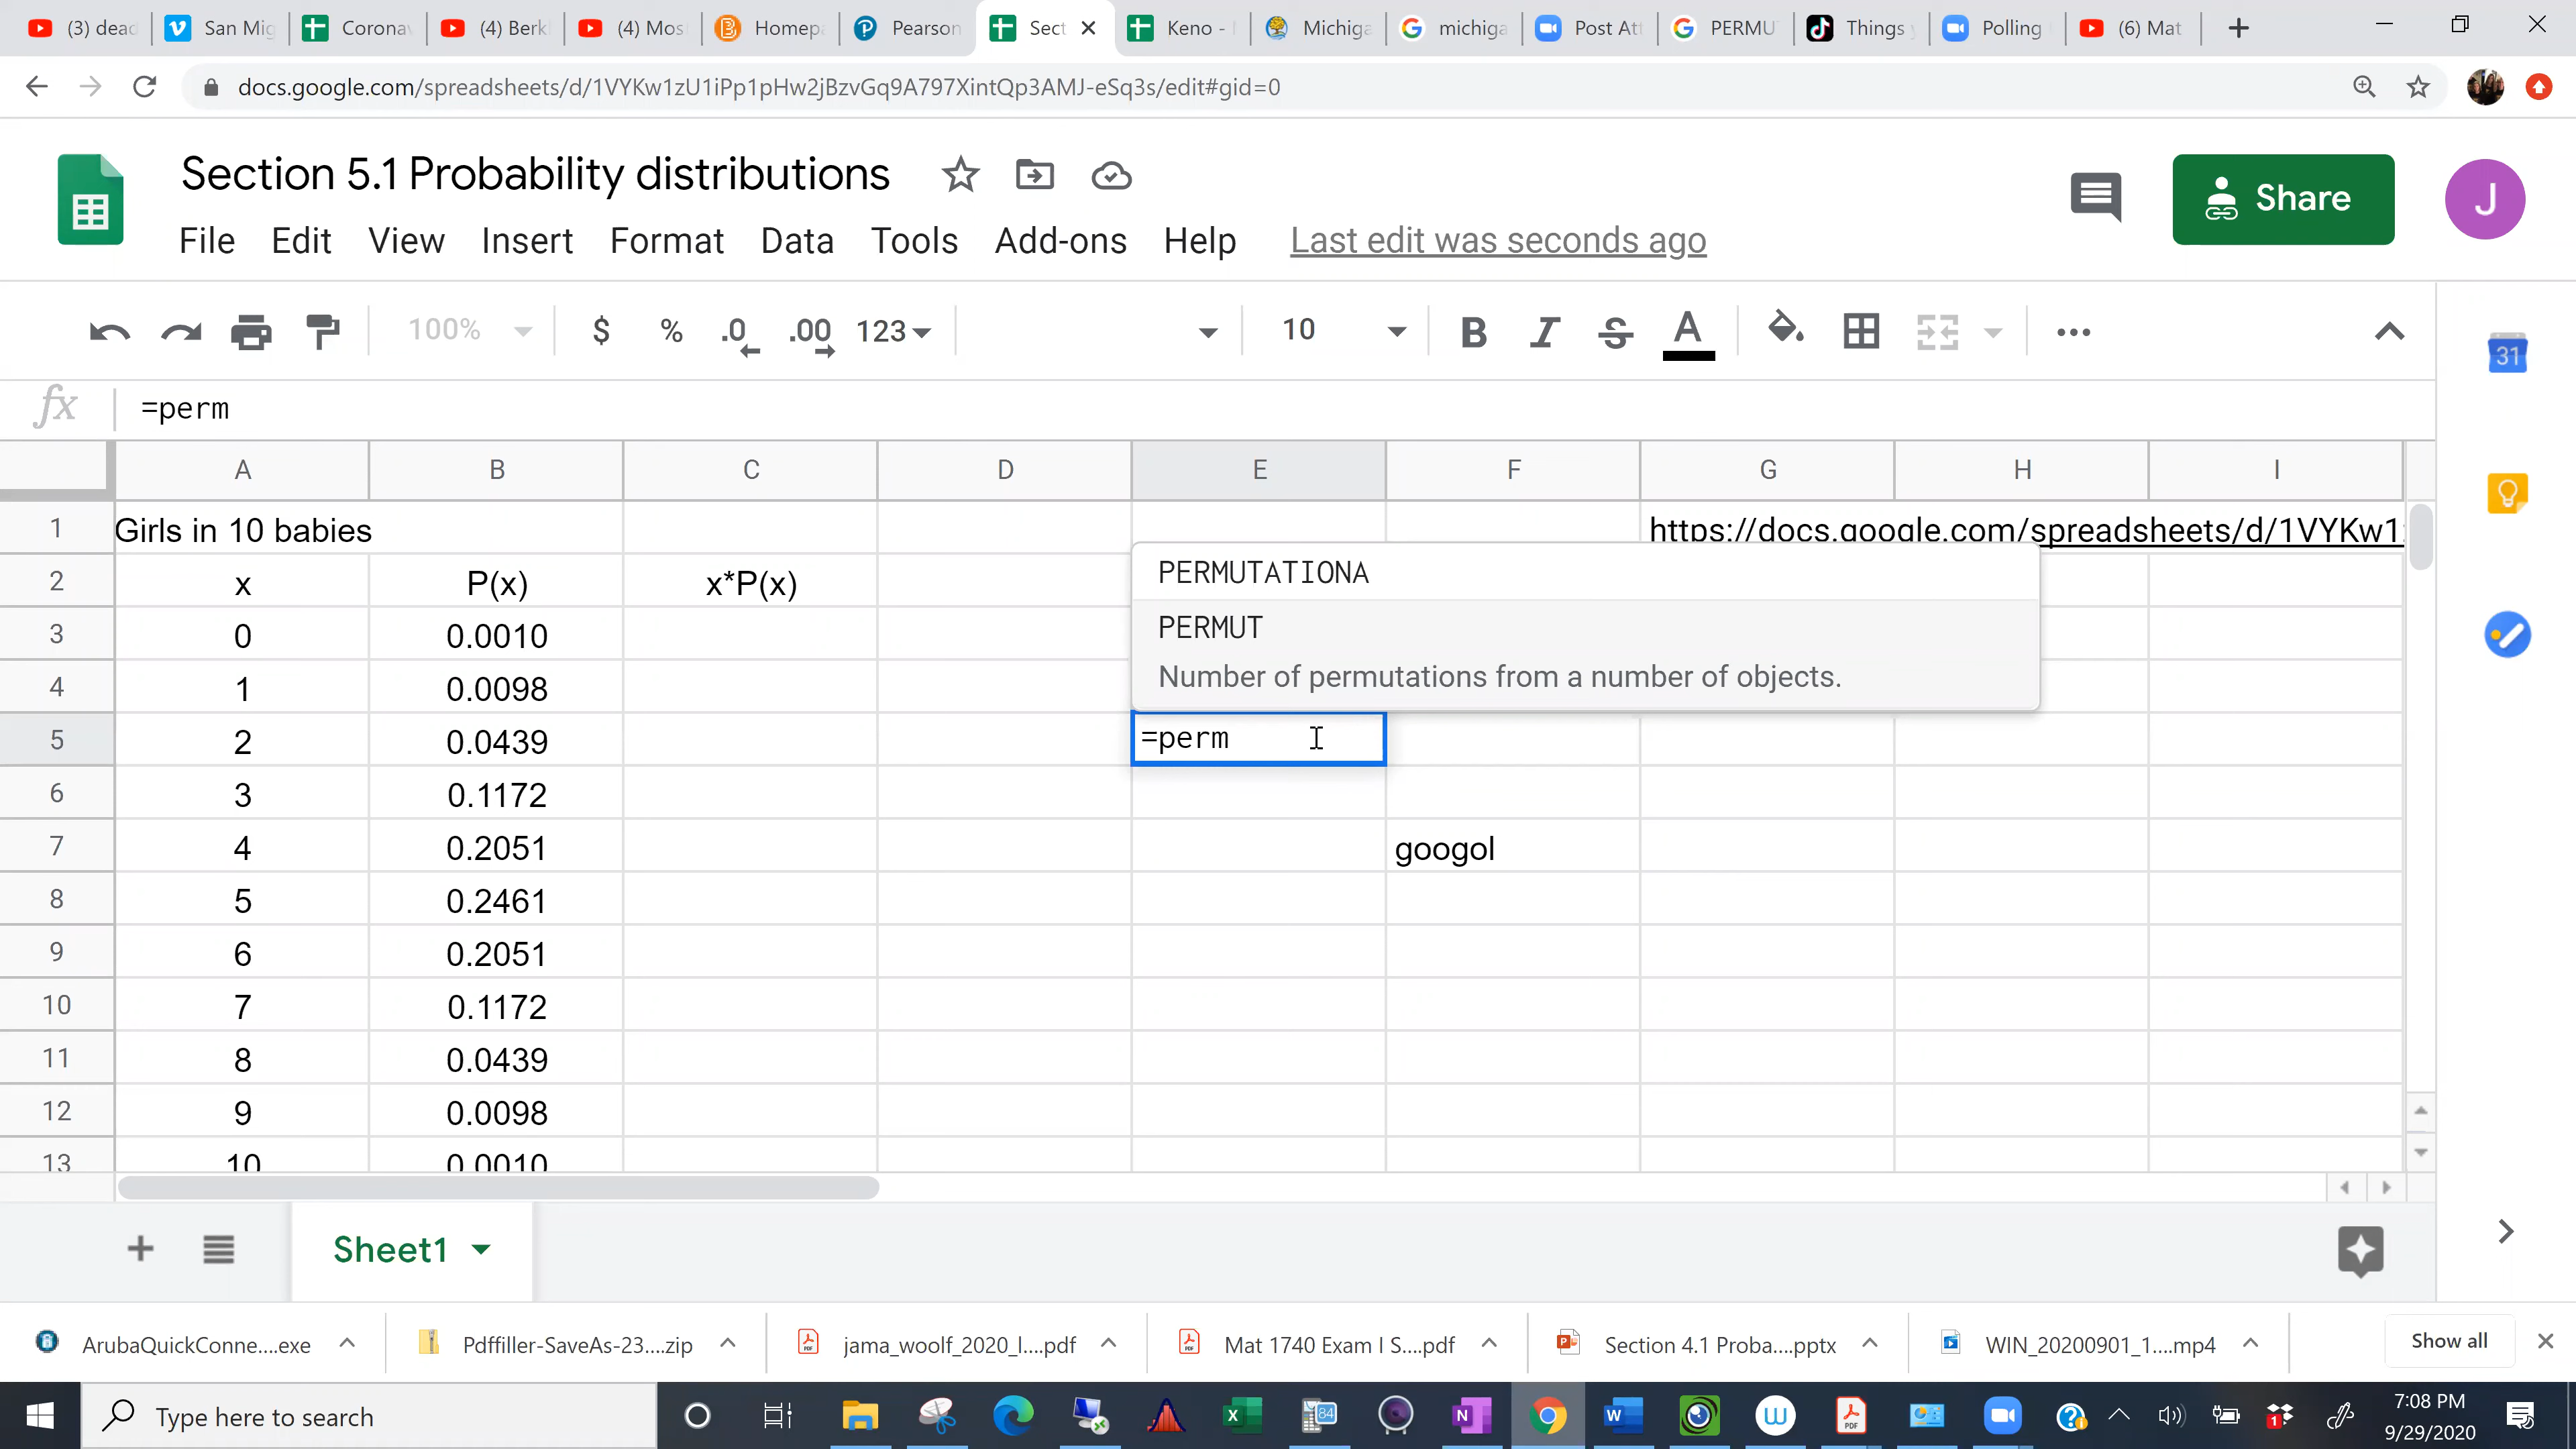 (3) dead San Mig Corona (4) Berk (4) Mos Homepa Pearson Sect Keno - Michiga michiga Post Att PERMU Things y Polling (6) Mat
docs.google.com/spreadsheets/d/1VYKw1zU1iPp1pHw2jBzvGq9A797XintQp3AMJ-eSq3s/edit#gid=0
Section 5.1 Probability distributions
Share
J
File Edit View Insert Format Data Tools Add-ons Help Last edit was seconds ago
100% $ % .0 .00 123 10 B I S A
31
fx =perm
A B C D E F G H I
1 Girls in 10 babies https://docs.google.com/spreadsheets/d/1VYKw1
2 x P(x) x*P(x)
PERMUTATIONA
3 0 0.0010
PERMUT
Number of permutations from a number of objects.
4 1 0.0098
5 2 0.0439 =perm
6 3 0.1172
7 4 0.2051 googol
8 5 0.2461
9 6 0.2051
10 7 0.1172
11 8 0.0439
12 9 0.0098
13 10 0.0010
Sheet1
ArubaQuickConne....exe Pdffiller-SaveAs-23....zip jama_woolf_2020_l....pdf Mat 1740 Exam I S....pdf Section 4.1 Proba....pptx WIN_20200901_1....mp4 Show all
Type here to search
7:08 PM
9/29/2020